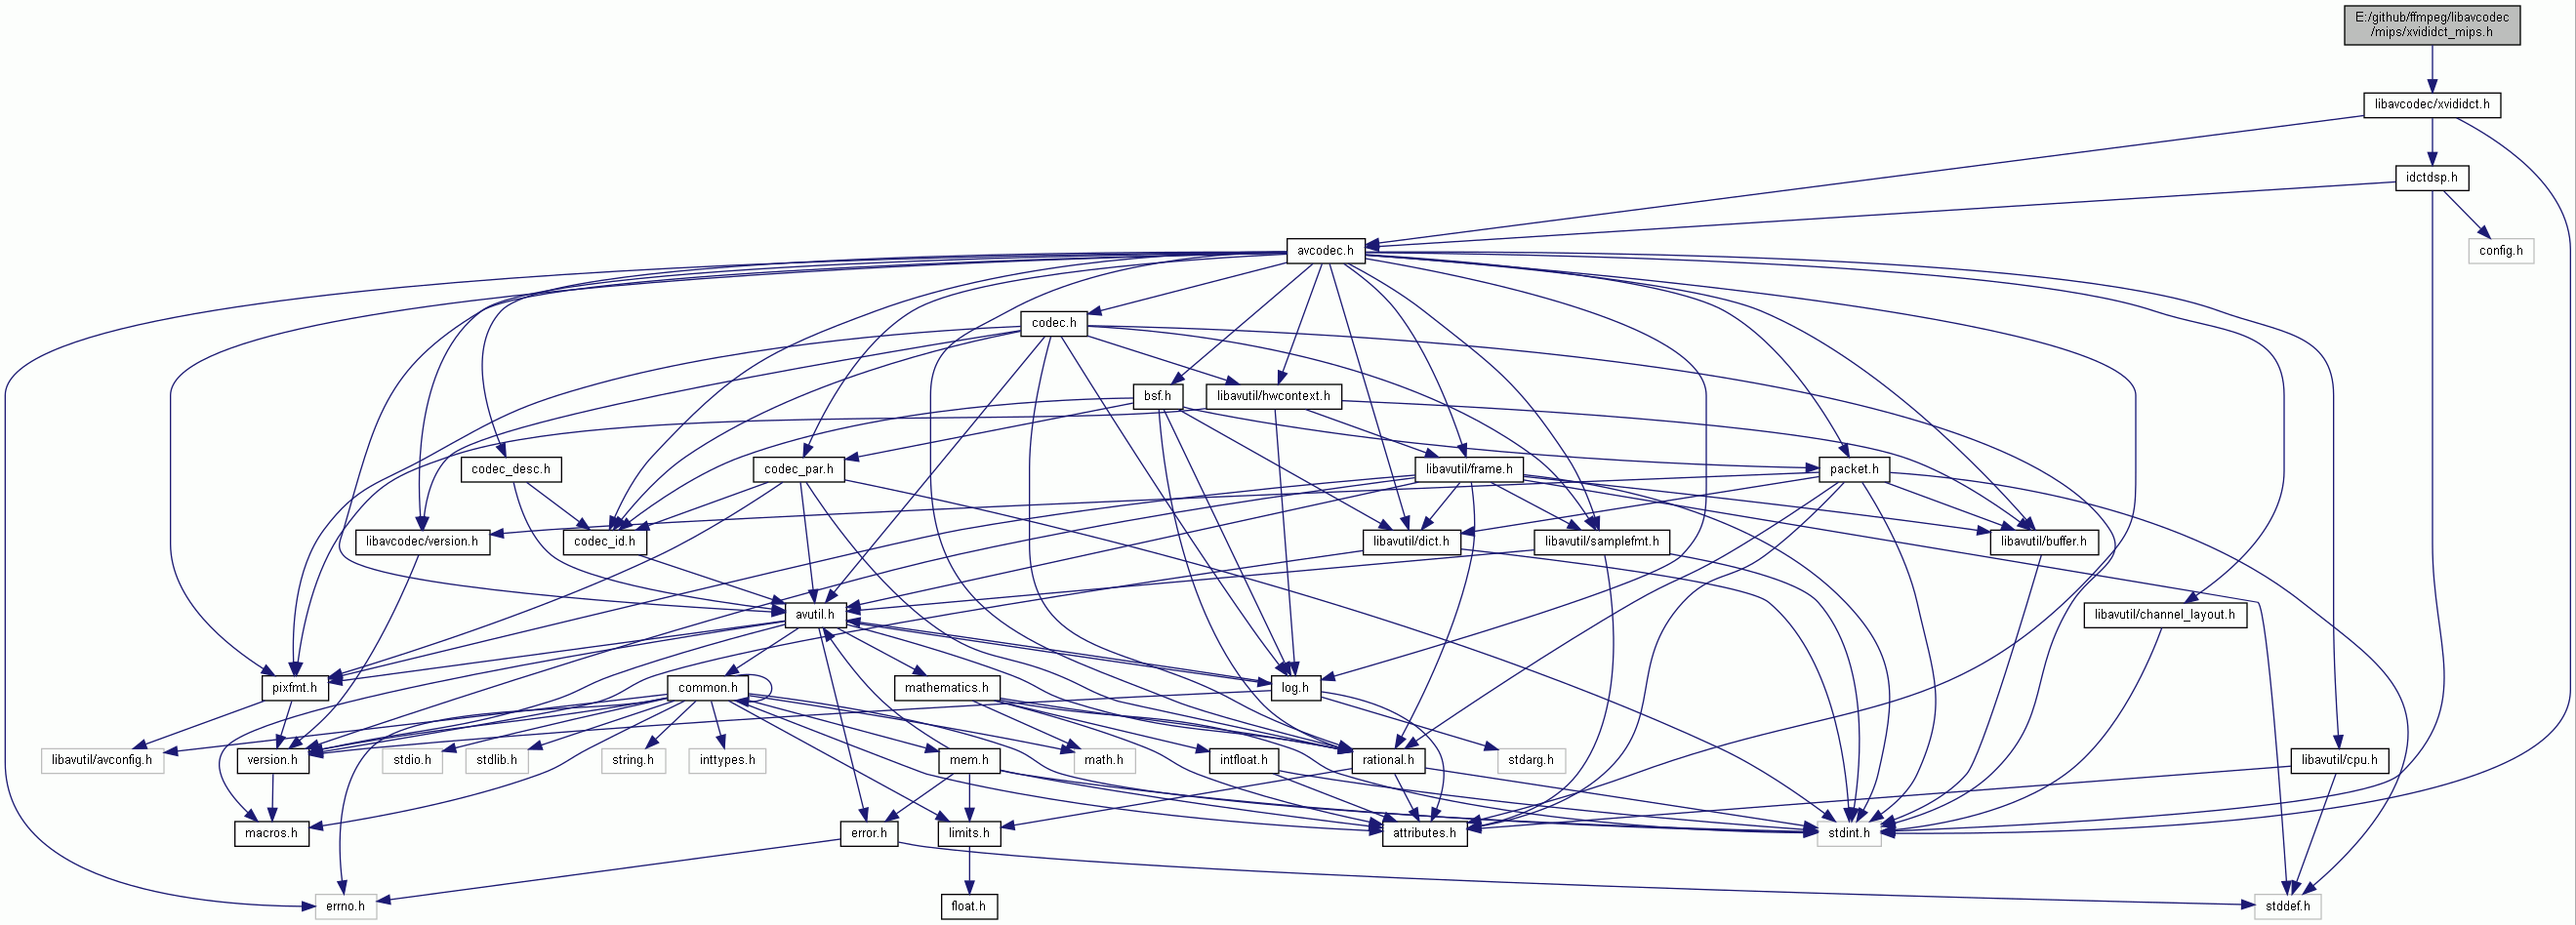 E:/github/ffmpeg/libavcodec
/mips/xvididct_mips.h
libavcodec/xvididct.h
idctdsp.h
avcodec.h
config.h
codec.h
bsf.h
libavutil/hwcontext.h
codec_desc.h
codec_par.h
libavutil/frame.h
packet.h
libavcodec/version.h
codec_id.h
libavutil/dict.h
libavutil/samplefmt.h
libavutil/buffer.h
avutil.h
libavutil/channel_layout.h
pixfmt.h
common.h
mathematics.h
log.h
libavutil/avconfig.h
version.h
stdio.h
stdlib.h
string.h
inttypes.h
mem.h
math.h
intfloat.h
rational.h
stdarg.h
libavutil/cpu.h
macros.h
error.h
limits.h
attributes.h
stdint.h
errno.h
float.h
stddef.h